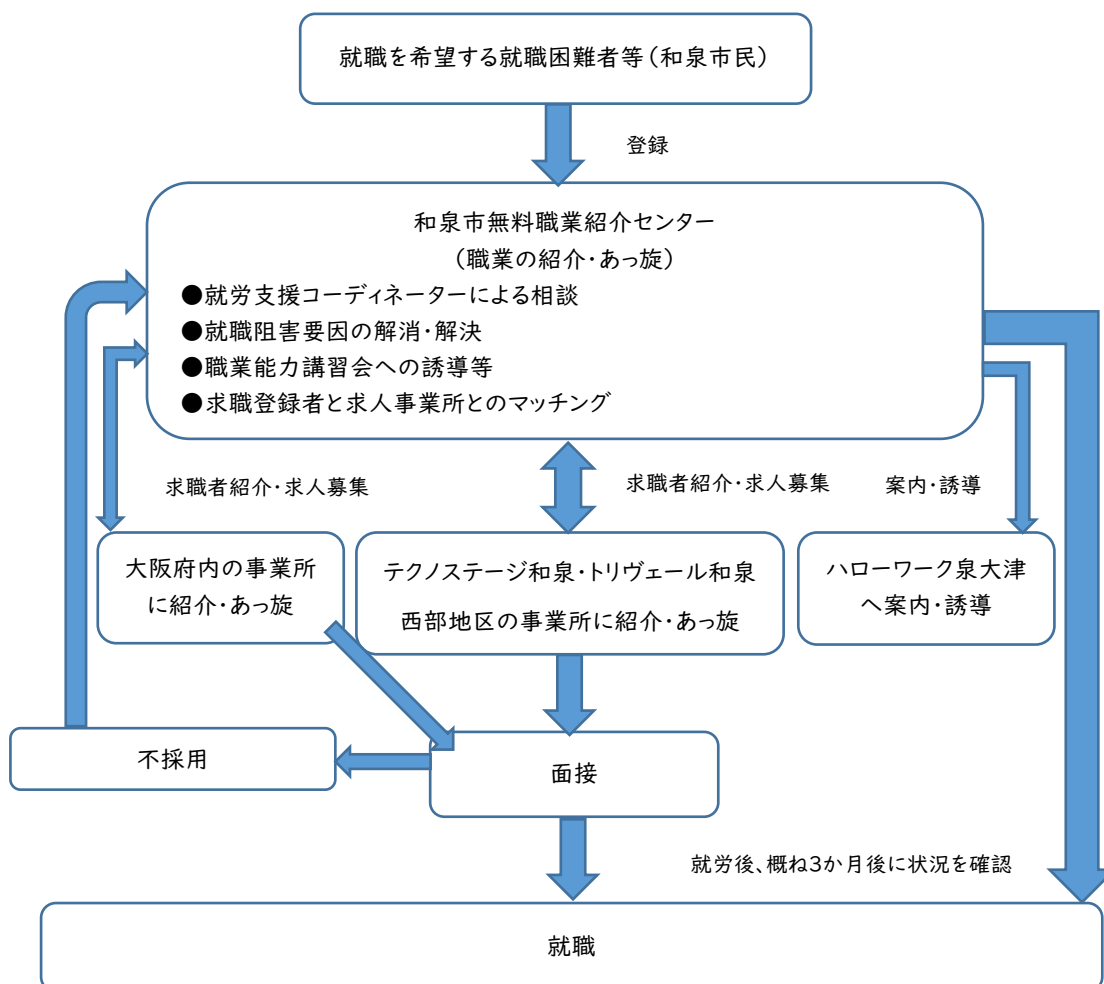 就職を希望する就職困難者等(和泉市民)
登録
和泉市無料職業紹介センター
(職業の紹介・あっ旋)
●就労支援コーディネーターによる相談
●就職阻害要因の解消・解決
●職業能力講習会への誘導等
●求職登録者と求人事業所とのマッチング
求職者紹介・求人募集
求職者紹介・求人募集
案内・誘導
大阪府内の事業所
に紹介・あっ旋
テクノステージ和泉・トリヴェール和泉
西部地区の事業所に紹介・あっ旋
ハローワーク泉大津
へ案内・誘導
不採用
面接
就労後、概ね3か月後に状況を確認
就職